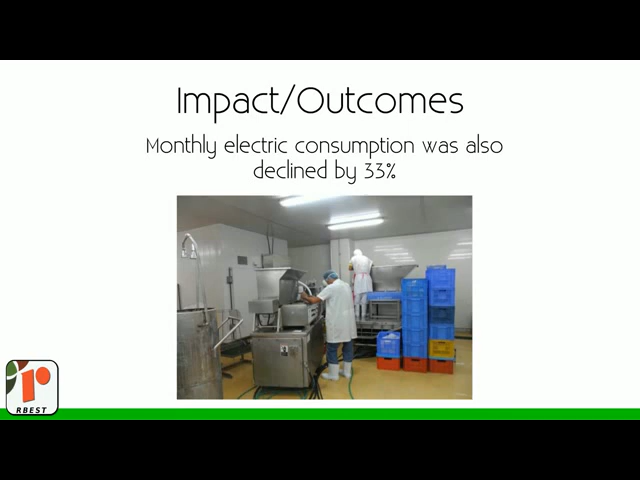 Impact/Outcomes
Monthly electric consumption was also
declined by 33%
RBEST